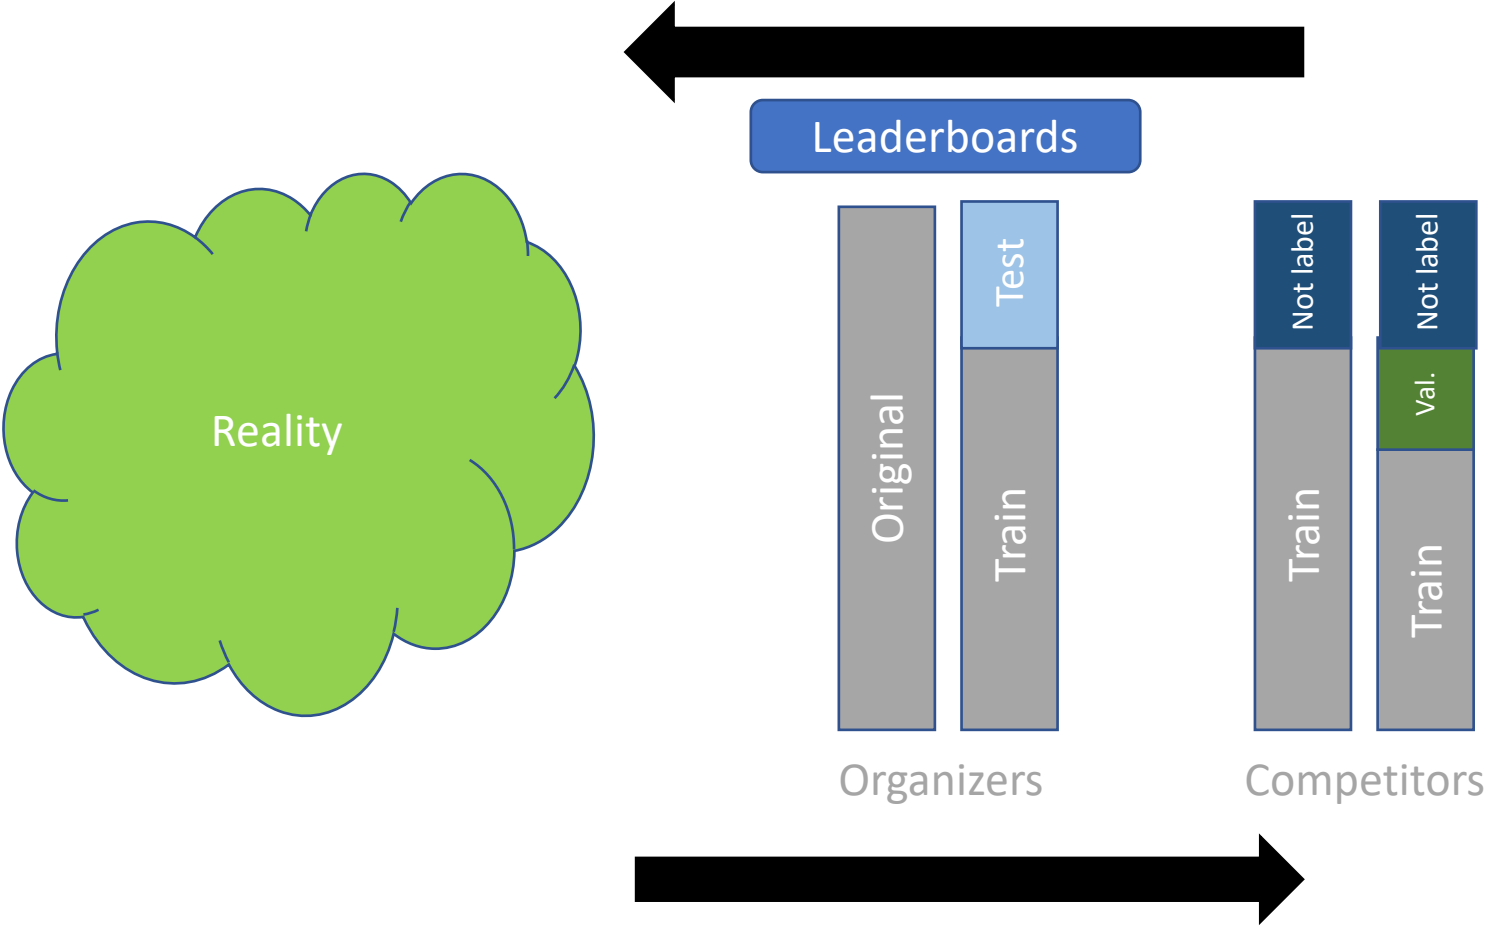 Leaderboards
Reality
Original
Test
Train
Not label
Train
Not label
Val.
Train
Organizers
Competitors